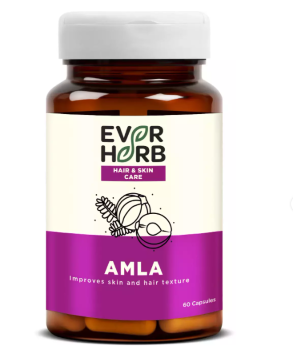 EVER
HERB
HAIR & SKIN
CARE
AMLA
Improves skin and hair texture
60 Capsules